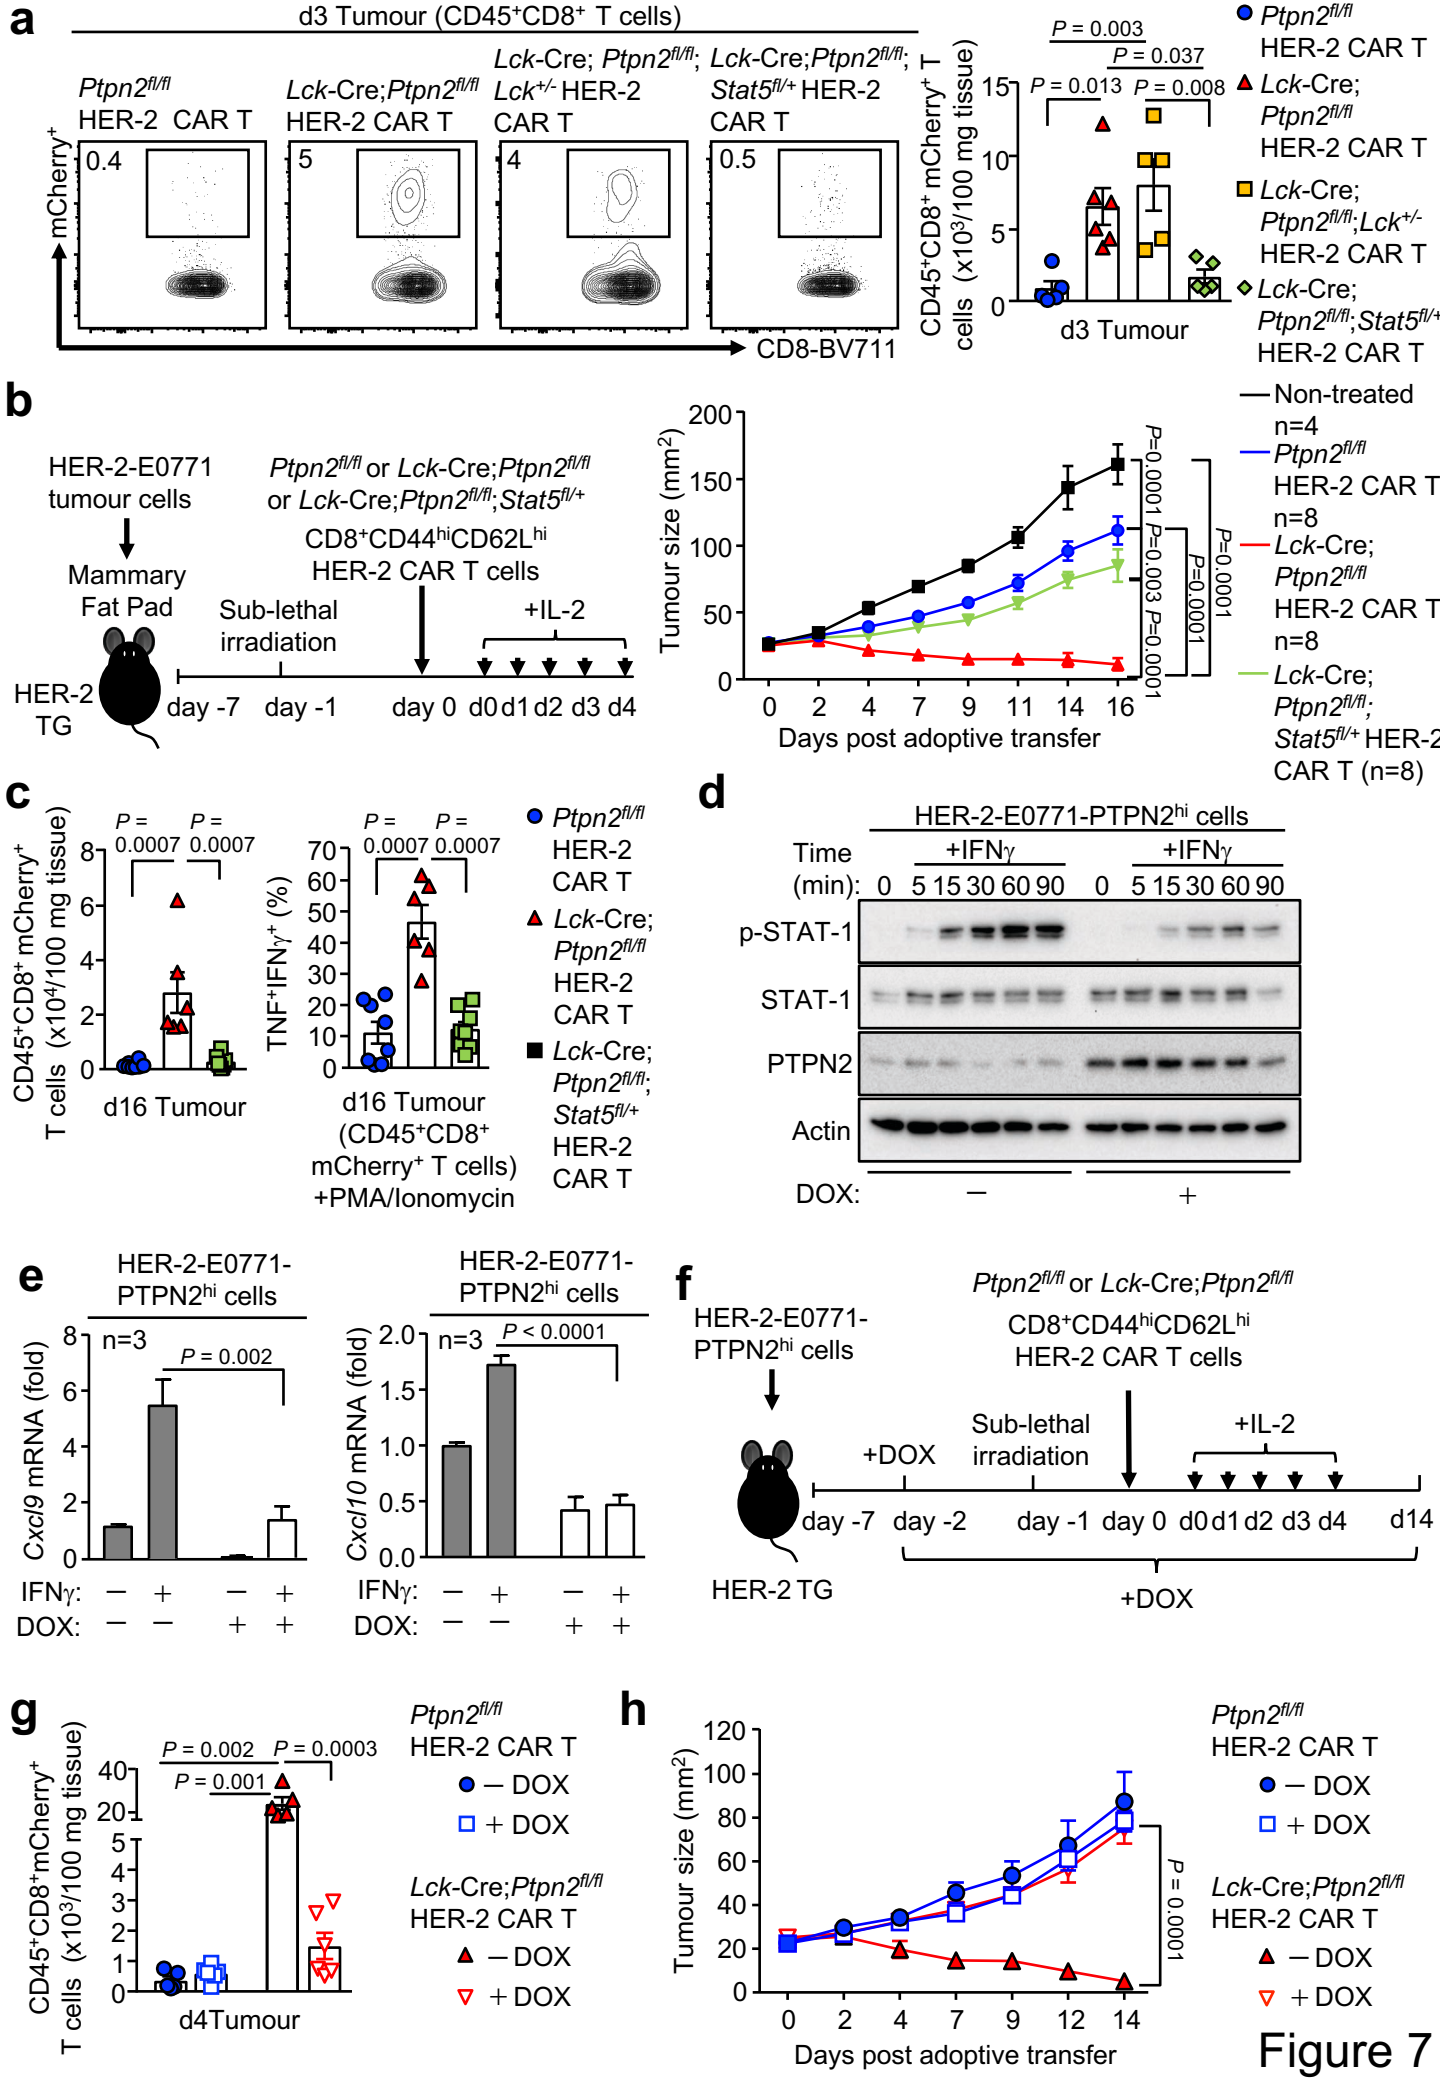 a
d3 Tumour (CD45⁺CD8⁺ T cells)
Ptpn2fl/fl
HER-2 CAR T
Lck-Cre;Ptpn2fl/fl
HER-2 CAR T
Lck-Cre; Ptpn2fl/fl;
Lck+/- HER-2
CAR T
Lck-Cre;Ptpn2fl/fl;
Stat5fl/+ HER-2
CAR T
mCherry⁺
0.4
5
4
0.5
CD8-BV711
CD45⁺CD8⁺ mCherry⁺ T
cells (x10³/100 mg tissue)
P = 0.003
P = 0.037
P = 0.013
P = 0.008
15
10
5
0
d3 Tumour
Ptpn2fl/fl
HER-2 CAR T
Lck-Cre;
Ptpn2fl/fl
HER-2 CAR T
Lck-Cre;
Ptpn2fl/fl;Lck+/-
HER-2 CAR T
Lck-Cre;
Ptpn2fl/fl;Stat5fl/+
HER-2 CAR T
b
HER-2-E0771
tumour cells
Mammary
Fat Pad
HER-2
TG
Ptpn2fl/fl or Lck-Cre;Ptpn2fl/fl
or Lck-Cre;Ptpn2fl/fl;Stat5fl/+
CD8⁺CD44hiCD62Lhi
HER-2 CAR T cells
Sub-lethal
irradiation
+IL-2
day -7 day -1 day 0 d0 d1 d2 d3 d4
Tumour size (mm²)
200
150
100
50
0
0 2 4 7 9 11 14 16
Days post adoptive transfer
P=0.0001
P=0.003
P=0.0001
P=0.0001
P=0.0001
Non-treated
n=4
Ptpn2fl/fl
HER-2 CAR T
n=8
Lck-Cre;
Ptpn2fl/fl
HER-2 CAR T
n=8
Lck-Cre;
Ptpn2fl/fl;
Stat5fl/+ HER-2
CAR T (n=8)
c
CD45⁺CD8⁺ mCherry⁺
T cells (x10⁴/100 mg tissue)
P =
0.0007
P =
0.0007
8
6
4
2
0
d16 Tumour
TNF⁺IFNγ⁺ (%)
P =
0.0007
P =
0.0007
70
60
50
40
30
20
10
0
d16 Tumour
(CD45⁺CD8⁺
mCherry⁺ T cells)
+PMA/Ionomycin
Ptpn2fl/fl
HER-2
CAR T
Lck-Cre;
Ptpn2fl/fl
HER-2
CAR T
Lck-Cre;
Ptpn2fl/fl;
Stat5fl/+
HER-2
CAR T
d
HER-2-E0771-PTPN2hi cells
Time
(min):
+IFNγ
+IFNγ
0 5 15 30 60 90 0 5 15 30 60 90
p-STAT-1
STAT-1
PTPN2
Actin
DOX: − +
e
HER-2-E0771-
PTPN2hi cells
n=3
P = 0.002
Cxcl9 mRNA (fold)
8
6
4
2
0
IFNγ: − + − +
DOX: − − + +
HER-2-E0771-
PTPN2hi cells
n=3
P < 0.0001
Cxcl10 mRNA (fold)
2.0
1.5
1.0
0.5
0.0
IFNγ: − + − +
DOX: − − + +
f
HER-2-E0771-
PTPN2hi cells
Ptpn2fl/fl or Lck-Cre;Ptpn2fl/fl
CD8⁺CD44hiCD62Lhi
HER-2 CAR T cells
+DOX
Sub-lethal
irradiation
+IL-2
day -7 day -2 day -1 day 0 d0 d1 d2 d3 d4 d14
HER-2 TG
+DOX
g
CD45⁺CD8⁺mCherry⁺
T cells (x10³/100 mg tissue)
P = 0.002
P = 0.0003
P = 0.001
40
20
5
4
3
2
1
0
d4Tumour
Ptpn2fl/fl
HER-2 CAR T
− DOX
+ DOX
Lck-Cre;Ptpn2fl/fl
HER-2 CAR T
− DOX
+ DOX
h
Tumour size (mm²)
120
100
80
60
40
20
0
0 2 4 7 9 12 14
Days post adoptive transfer
P = 0.0001
Ptpn2fl/fl
HER-2 CAR T
− DOX
+ DOX
Lck-Cre;Ptpn2fl/fl
HER-2 CAR T
− DOX
+ DOX
Figure 7